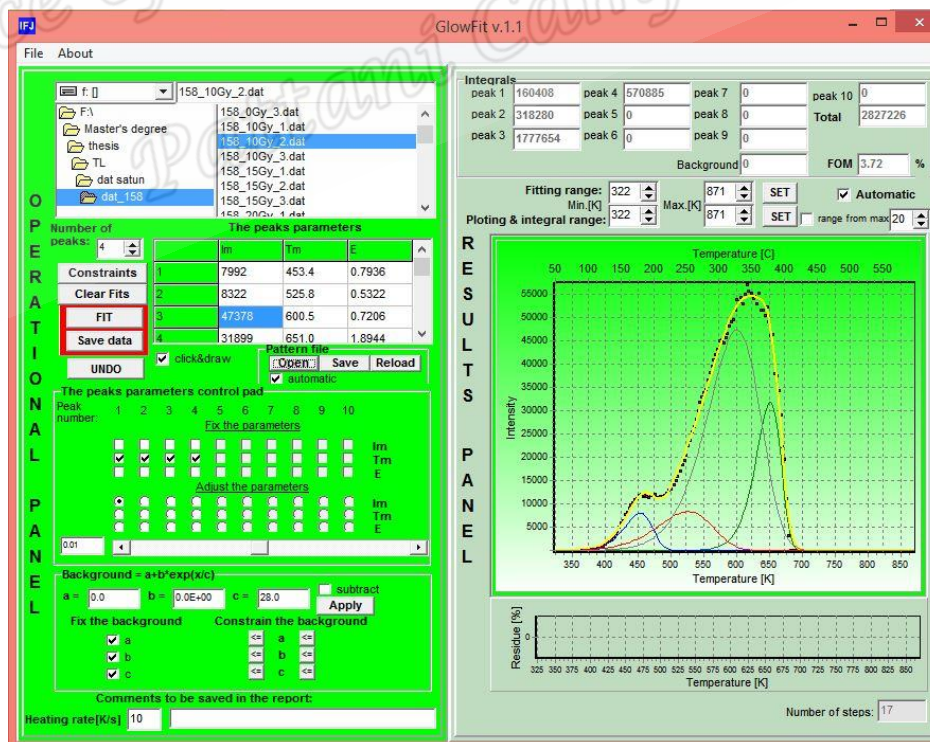 IFJ
GlowFit v.1.1
File About
f: []
158_10Gy_2.dat
F:\
Master's degree
thesis
TL
dat satun
dat_158
158_0Gy_3.dat
158_10Gy_1.dat
158_10Gy_2.dat
158_10Gy_3.dat
158_15Gy_1.dat
158_15Gy_2.dat
158_15Gy_3.dat
158_20Gy_1.dat
OPERATIONAL PANEL
Number of peaks: 4
The peaks parameters
Im Tm E
1 7992 453.4 0.7936
2 8322 525.8 0.5322
3 47378 600.5 0.7206
4 31899 651.0 1.8944
Constraints
Clear Fits
FIT
Save data
UNDO
click&draw
Pattern file
Open Save Reload
automatic
The peaks parameters control pad
Peak number: 1 2 3 4 5 6 7 8 9 10
Fix the parameters
Im
Tm
E
Adjust the parameters
Im
Tm
E
0.01
Background = a+b*exp(x/c)
a = 0.0 b = 0.0E+00 c = 28.0
subtract
Apply
Fix the background Constrain the background
a <= a <=
b <= b <=
c <= c <=
Comments to be saved in the report:
Heating rate[K/s] 10
Integrals
peak 1 160408 peak 4 570885 peak 7 0 peak 10 0
peak 2 318280 peak 5 0 peak 8 0 Total 2827226
peak 3 1777654 peak 6 0 peak 9 0
Background 0 FOM 3.72 %
Fitting range: 322 871 SET Automatic
Min.[K] Max.[K]
Ploting & integral range: 322 871 SET range from max 20
RESULTS PANEL
Temperature [C]
50 100 150 200 250 300 350 400 450 500 550
Intensity
55000
50000
45000
40000
35000
30000
25000
20000
15000
10000
5000
350 400 450 500 550 600 650 700 750 800 850
Temperature [K]
Residue [%]
0
325 350 375 400 425 450 475 500 525 550 575 600 625 650 675 700 725 750 775 800 825 850
Temperature [K]
Number of steps: 17